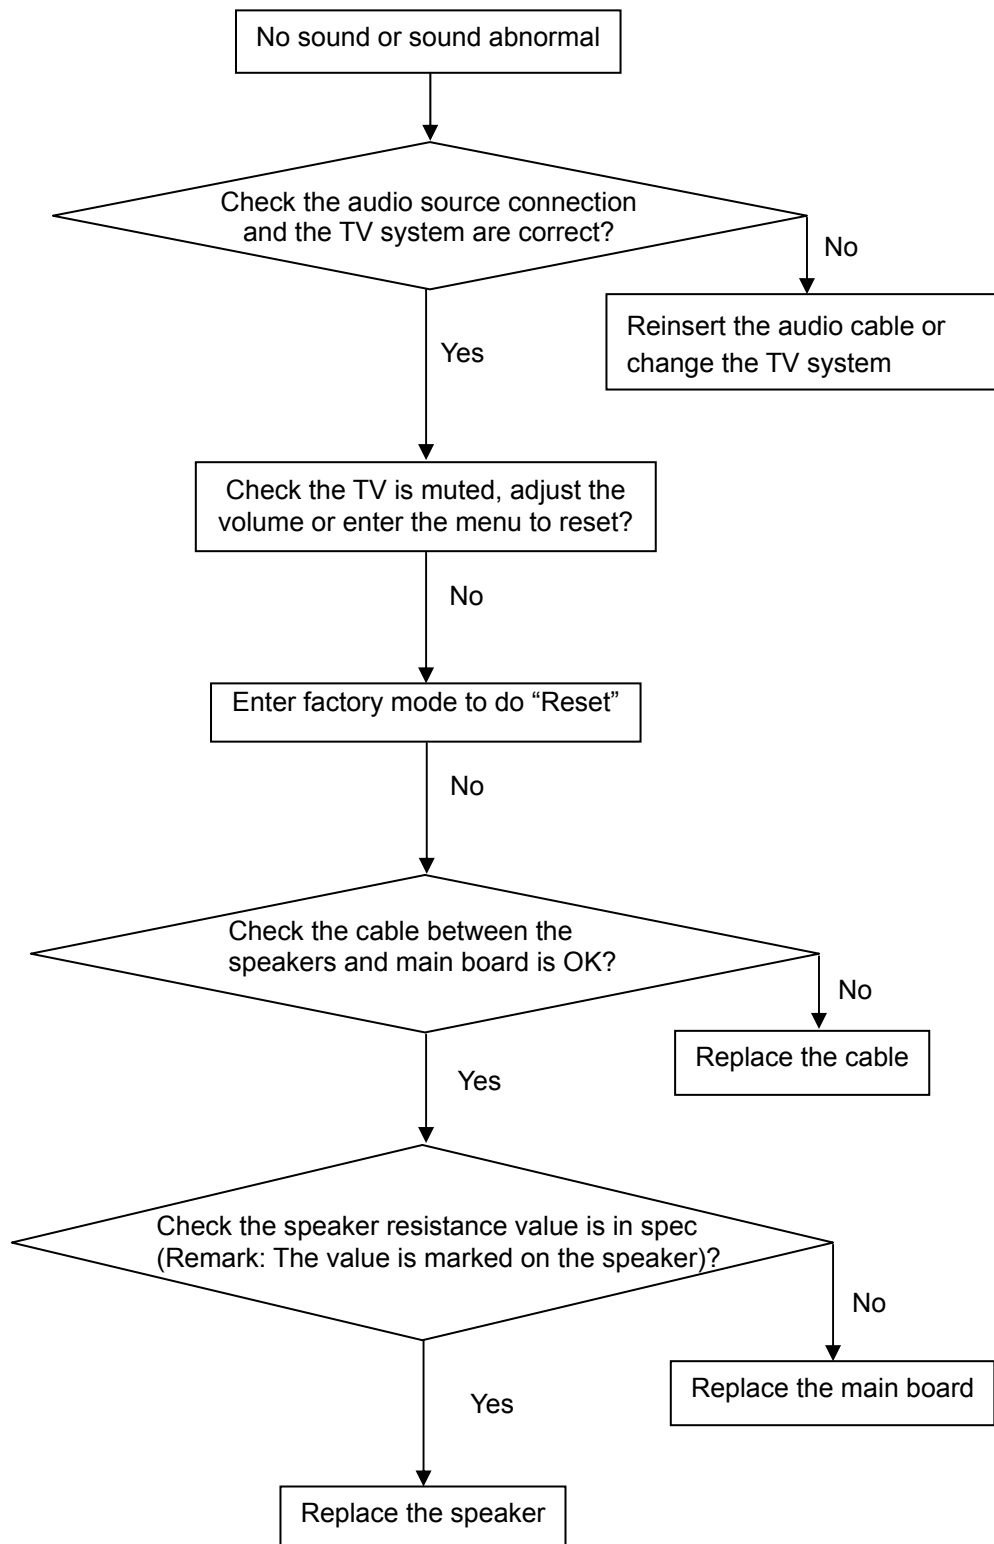 No sound or sound abnormal
Check the audio source connection
and the TV system are correct?
No
Reinsert the audio cable or
change the TV system
Yes
Check the TV is muted, adjust the
volume or enter the menu to reset?
No
Enter factory mode to do “Reset”
No
Check the cable between the
speakers and main board is OK?
No
Replace the cable
Yes
Check the speaker resistance value is in spec
(Remark: The value is marked on the speaker)?
No
Replace the main board
Yes
Replace the speaker